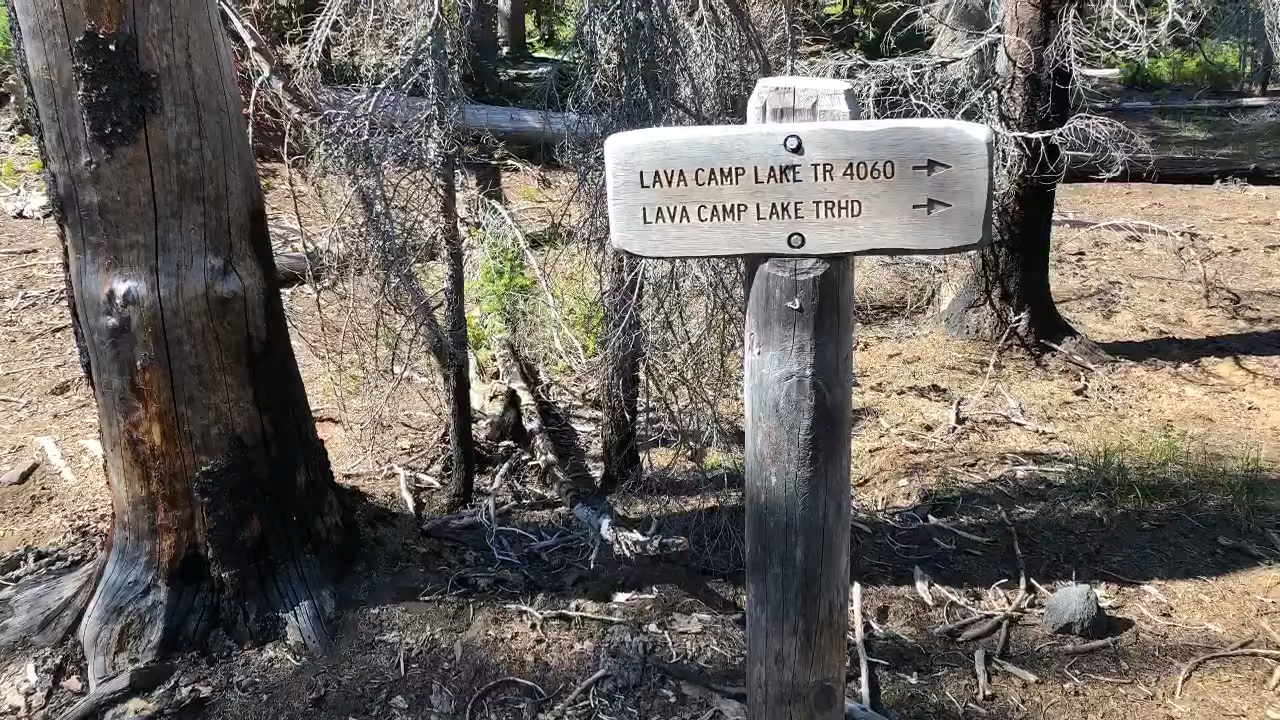 LAVA CAMP LAKE TR 4060 →
LAVA CAMP LAKE TRHD →